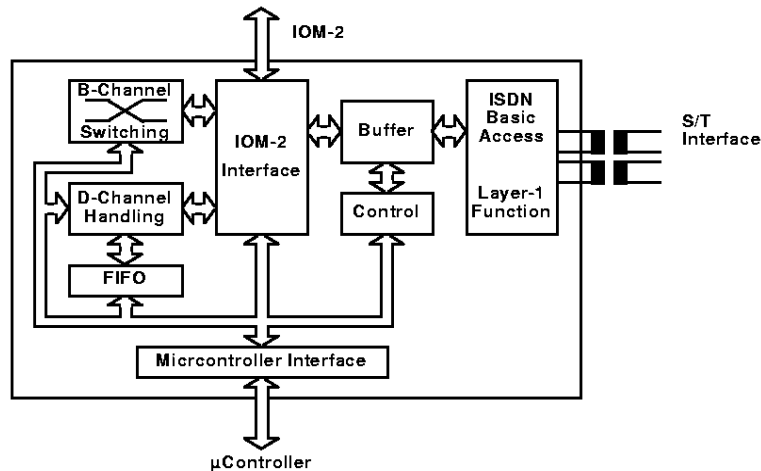 IOM-2
B-Channel
Switching
IOM-2
Interface
Buffer
ISDN
Basic
Access
Layer-1
Function
S/T
Interface
D-Channel
Handling
Control
FIFO
Micrcontroller Interface
µController